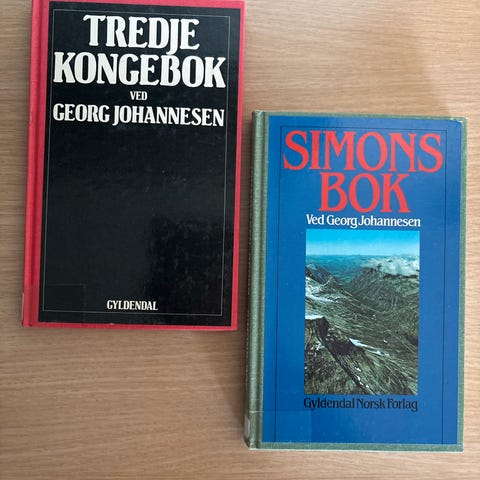 TREDJE
KONGEBOK
VED
GEORG JOHANNESEN
GYLDENDAL
SIMONS
BOK
Ved Georg Johannesen
Gyldendal Norsk Forlag